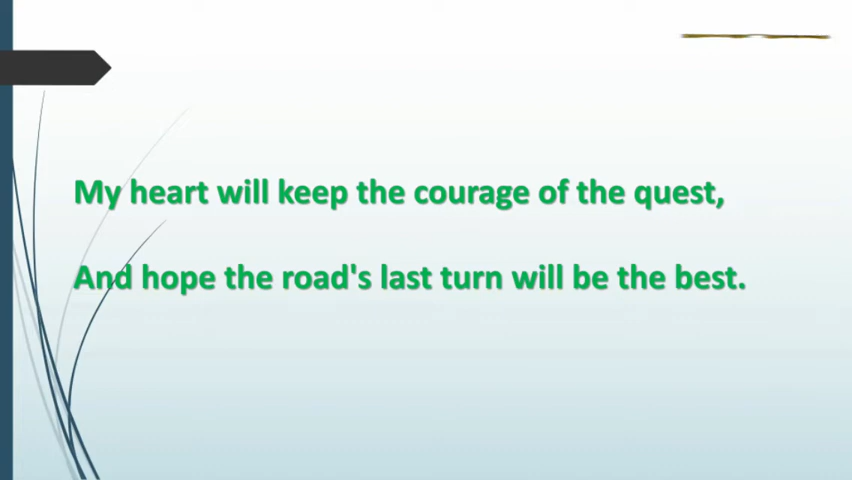 My heart will keep the courage of the quest,
And hope the road's last turn will be the best.